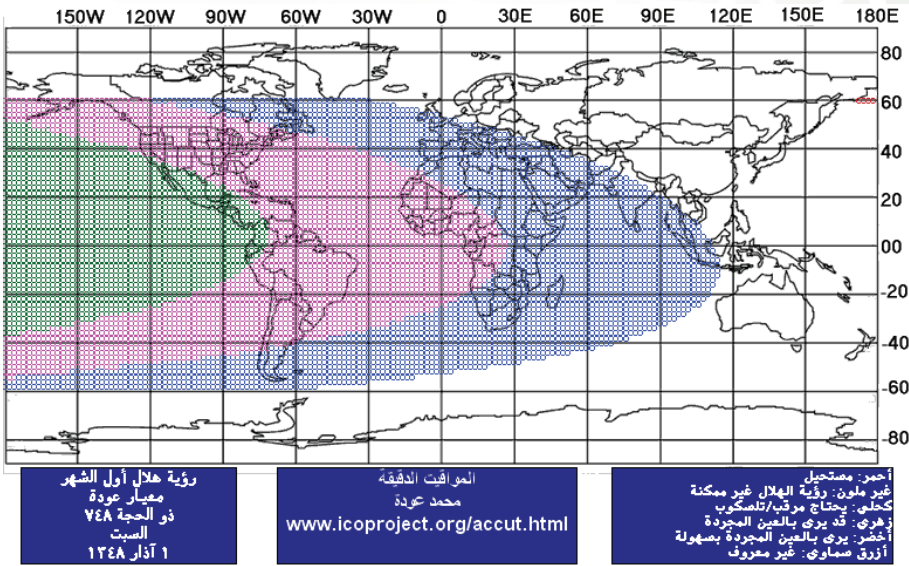 150W 120W 90W 60W 30W 0 30E 60E 90E 120E 150E 180E
80
60
40
20
00
-20
-40
-60
-80
رؤية هلال أول الشهر
معيار عودة
ذو الحجة ٧٤٨
السبت
١ آذار ١٣٤٨
المواقيت الدقيقة
محمد عودة
www.icoproject.org/accut.html
أحمر: مستحيل
غير ملون: رؤية الهلال غير ممكنة
كحلي: يحتاج مرقب/تلسكوب
زهري: قد يرى بالعين المجردة
أخضر: يرى بالعين المجردة بسهولة
أزرق سماوي: غير معروف